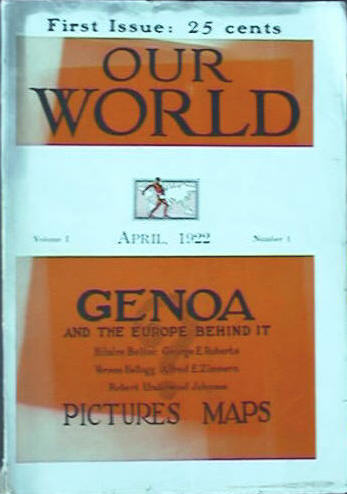 First Issue: 25 cents
OUR
WORLD
Volume I APRIL, 1922 Number 1
GENOA
AND THE EUROPE BEHIND IT
Hilaire Belloc George E. Roberts
Vernon Kellogg Alfred E. Zimmern
Robert Underwood Johnson
PICTURES MAPS